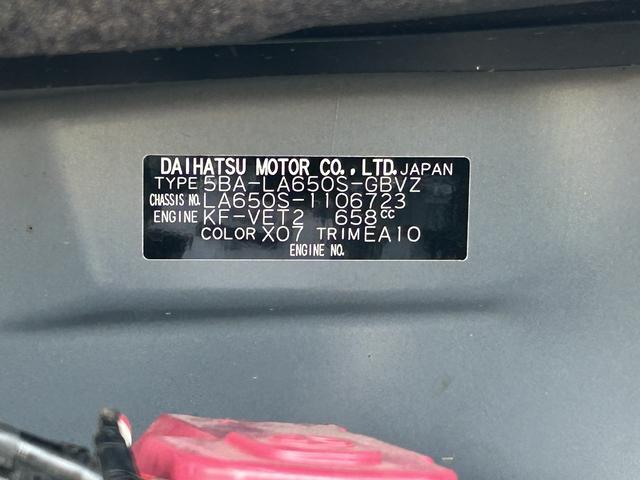 DAIHATSU MOTOR CO., LTD. JAPAN
TYPE 5BA-LA650S-GBVZ
CHASSIS NO. LA650S-1106723
ENGINE KF-VET2 658cc
COLOR X07 TRIM EA10
ENGINE NO.